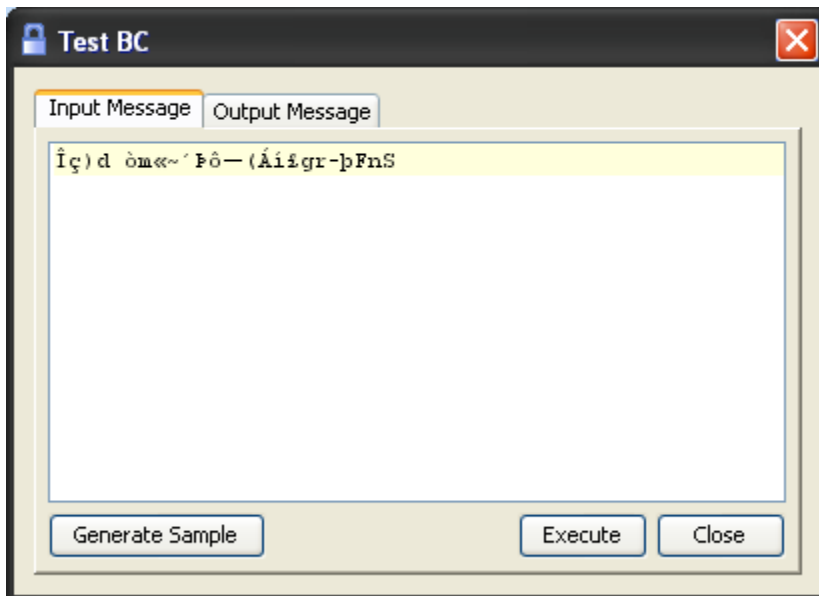 Test BC
Input Message
Output Message
Îç)d òm«~´Þô—(Áí£gr-þFnS
Generate Sample
Execute
Close